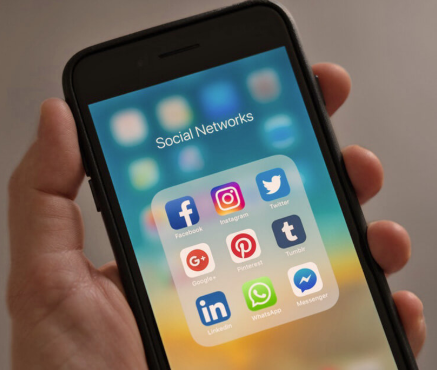 Social Networks
Facebook
Instagram
Twitter
Google+
Pinterest
Tumblr
LinkedIn
WhatsApp
Messenger